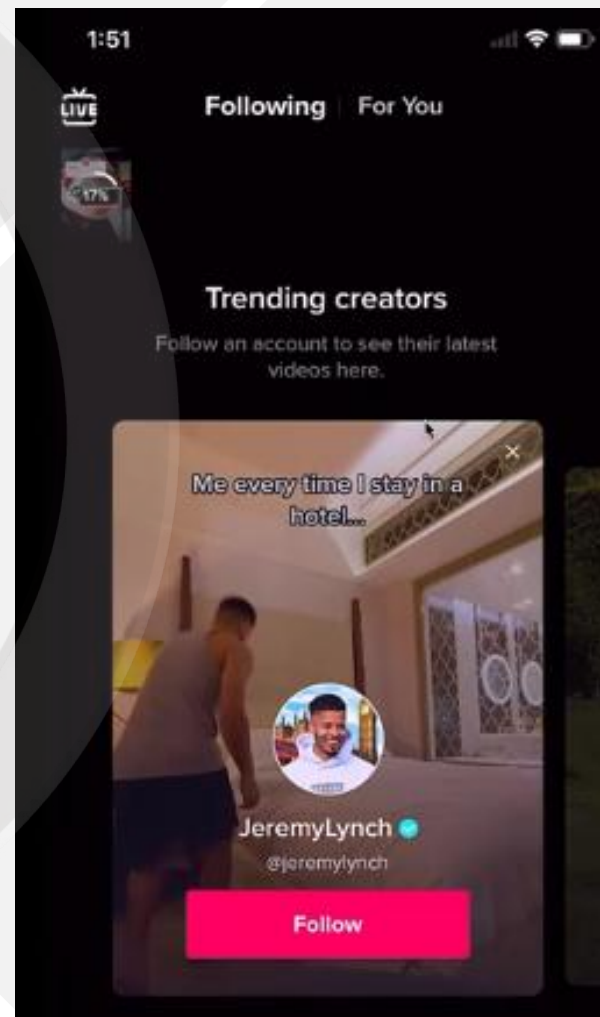 1:51
LIVE
Following | For You
17%
Trending creators
Follow an account to see their latest
videos here.
Me every time I stay in a
hotel...
JeremyLynch
@jeremylynch
Follow